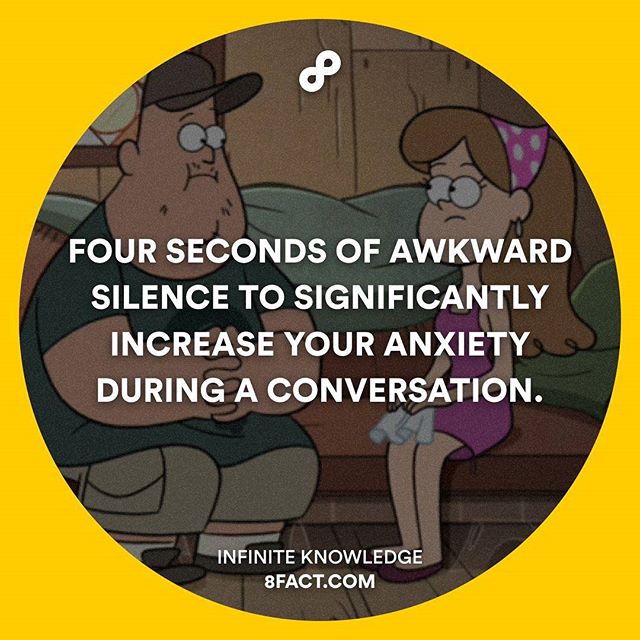 FOUR SECONDS OF AWKWARD
SILENCE TO SIGNIFICANTLY
INCREASE YOUR ANXIETY
DURING A CONVERSATION.
INFINITE KNOWLEDGE
8FACT.COM